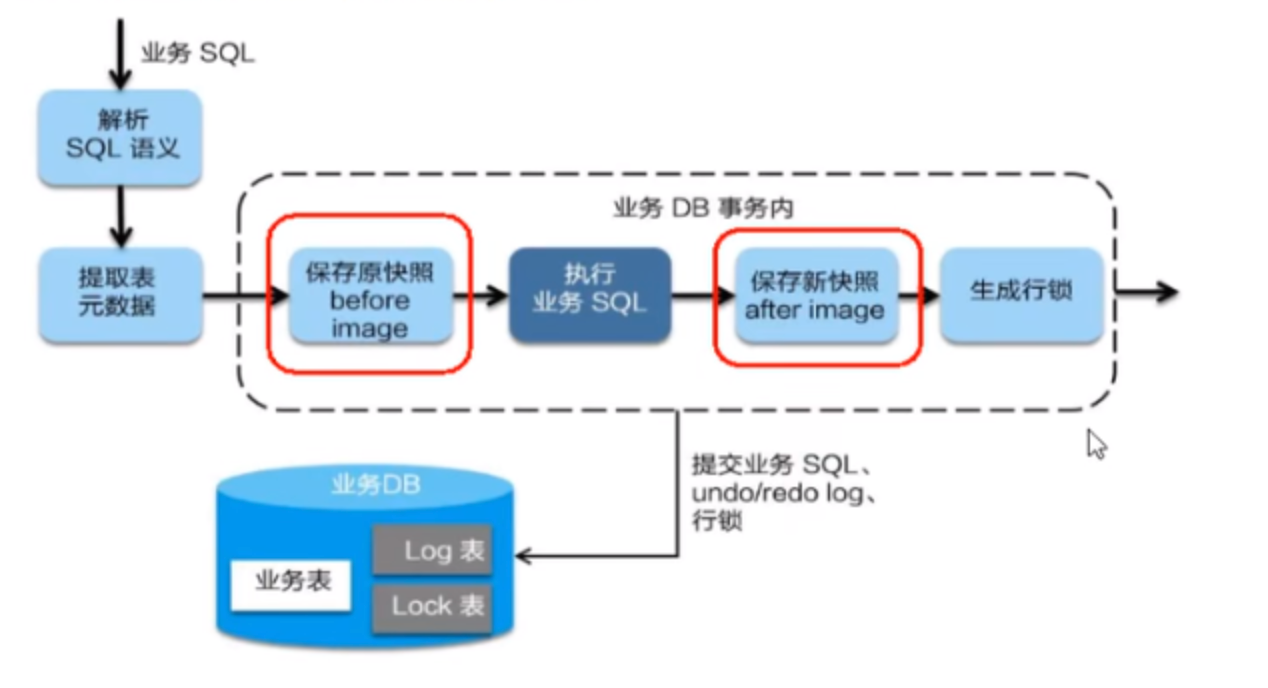 业务 SQL
解析
SQL 语义
提取表
元数据
业务 DB 事务内
保存原快照
before
image
执行
业务 SQL
保存新快照
after image
生成行锁
提交业务 SQL、
undo/redo log、
行锁
业务DB
业务表
Log 表
Lock 表